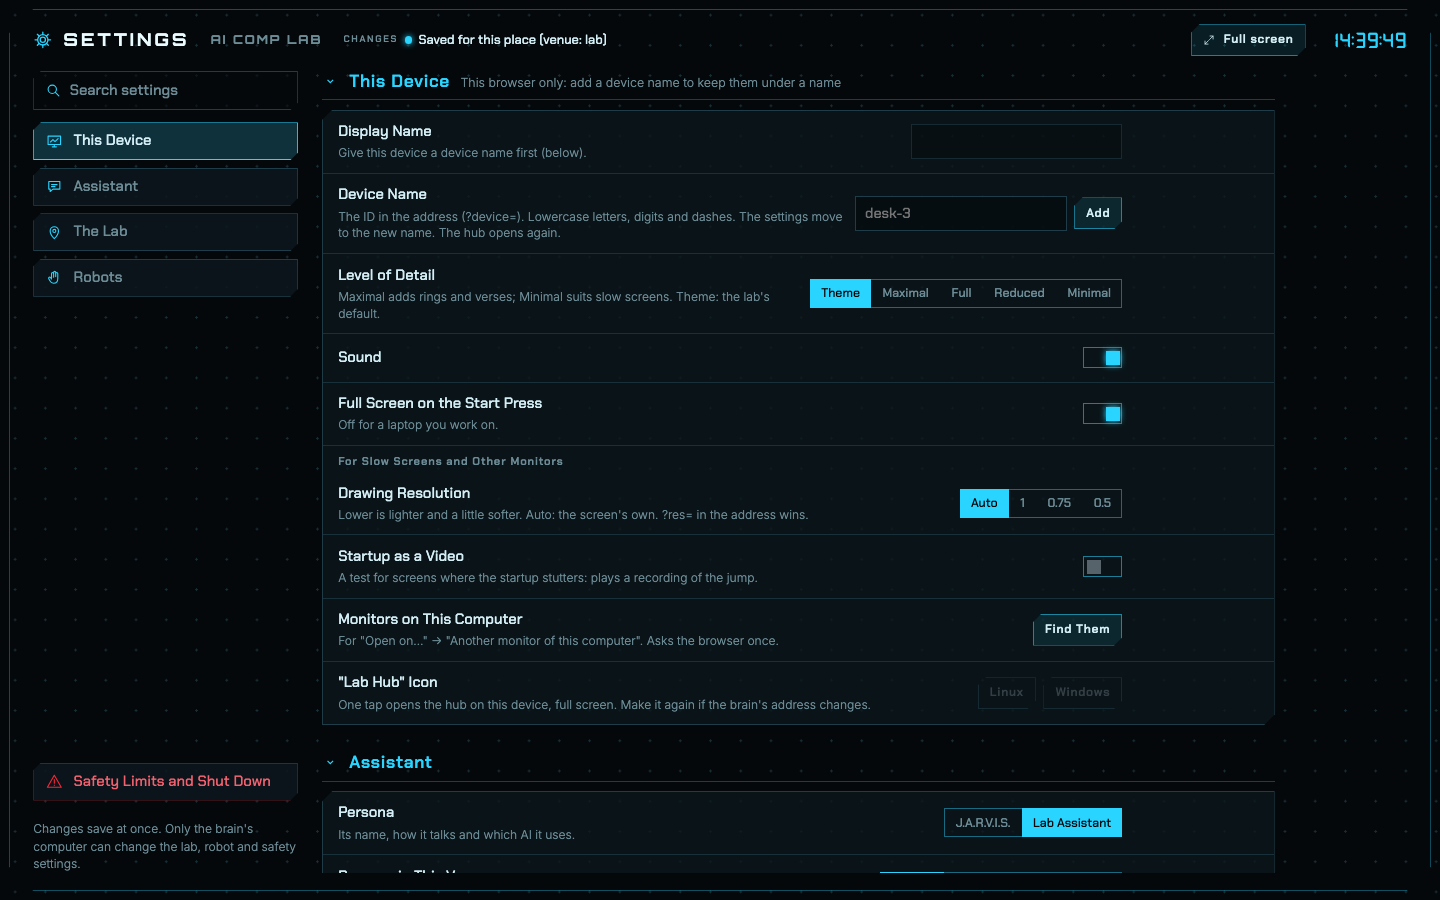 SETTINGS
AI COMP LAB
CHANGES
Saved for this place (venue: lab)
Full screen
14:39:49
Search settings
This Device
Assistant
The Lab
Robots
Safety Limits and Shut Down
Changes save at once. Only the brain's
computer can change the lab, robot and safety
settings.
This Device
This browser only: add a device name to keep them under a name
Display Name
Give this device a device name first (below).
Device Name
The ID in the address (?device=). Lowercase letters, digits and dashes. The settings move
to the new name. The hub opens again.
desk-3
Add
Level of Detail
Maximal adds rings and verses; Minimal suits slow screens. Theme: the lab's
default.
Theme
Maximal
Full
Reduced
Minimal
Sound
Full Screen on the Start Press
Off for a laptop you work on.
For Slow Screens and Other Monitors
Drawing Resolution
Lower is lighter and a little softer. Auto: the screen's own. ?res= in the address wins.
Auto
1
0.75
0.5
Startup as a Video
A test for screens where the startup stutters: plays a recording of the jump.
Monitors on This Computer
For "Open on..." → "Another monitor of this computer". Asks the browser once.
Find Them
"Lab Hub" Icon
One tap opens the hub on this device, full screen. Make it again if the brain's address changes.
Linux
Windows
Assistant
Persona
Its name, how it talks and which AI it uses.
J.A.R.V.I.S.
Lab Assistant